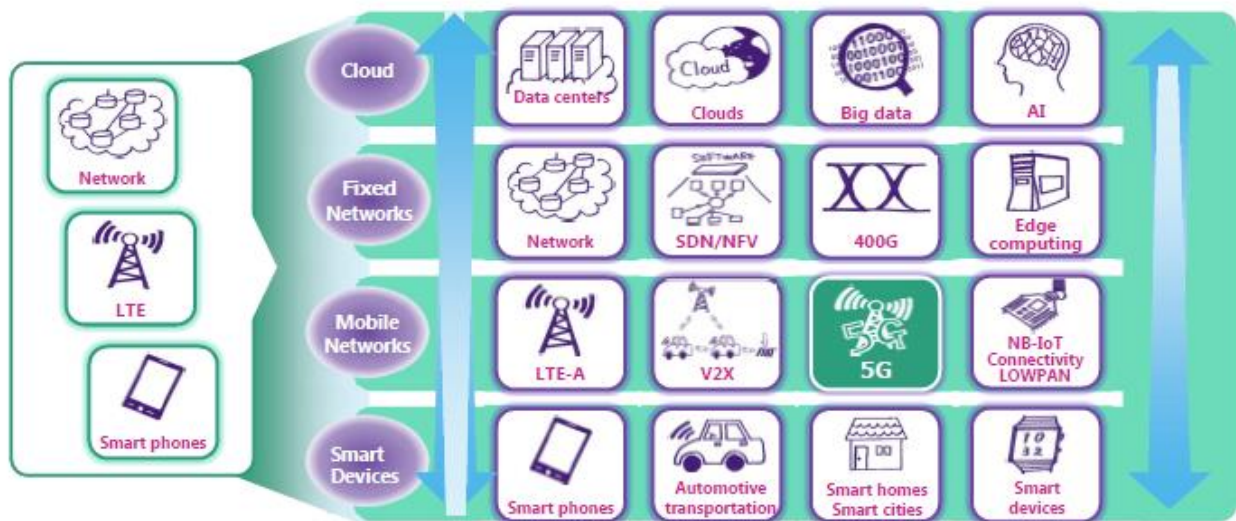 Network
LTE
Smart phones
Cloud
Data centers
Cloud
Clouds
Big data
AI
Fixed
Networks
Network
SOFTWARE
SDN/NFV
400G
Edge
computing
Mobile
Networks
LTE-A
V2X
5G
5G
NB-IoT
Connectivity
LOWPAN
Smart
Devices
Smart phones
Automotive
transportation
Smart homes
Smart cities
10
32
Smart
devices